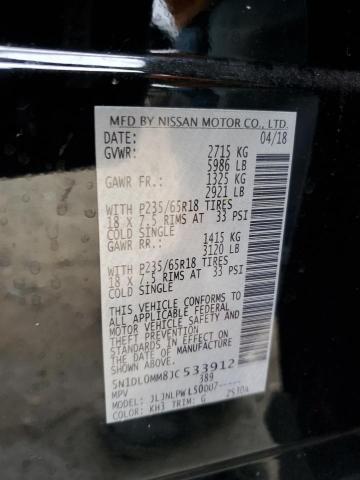 MFD BY NISSAN MOTOR CO., LTD.
DATE: 04/18
GVWR: 2715 KG
5986 LB
GAWR FR.: 1325 KG
2921 LB
WITH P235/65R18 TIRES
18 X 7.5 RIMS AT 33 PSI
COLD SINGLE
GAWR RR.: 1415 KG
3120 LB
WITH P235/65R18 TIRES
18 X 7.5 RIMS AT 33 PSI
COLD SINGLE
THIS VEHICLE CONFORMS TO
ALL APPLICABLE FEDERAL
MOTOR VEHICLE SAFETY AND
THEFT PREVENTION
STANDARDS IN EFFECT ON
THE DATE OF MANUFACTURE
SHOWN ABOVE.
5N1DL0MM8JC533912
MPV 389
MODEL: JLJNLPWLS0UU7-----
COLOR: KH3 TRIM: G